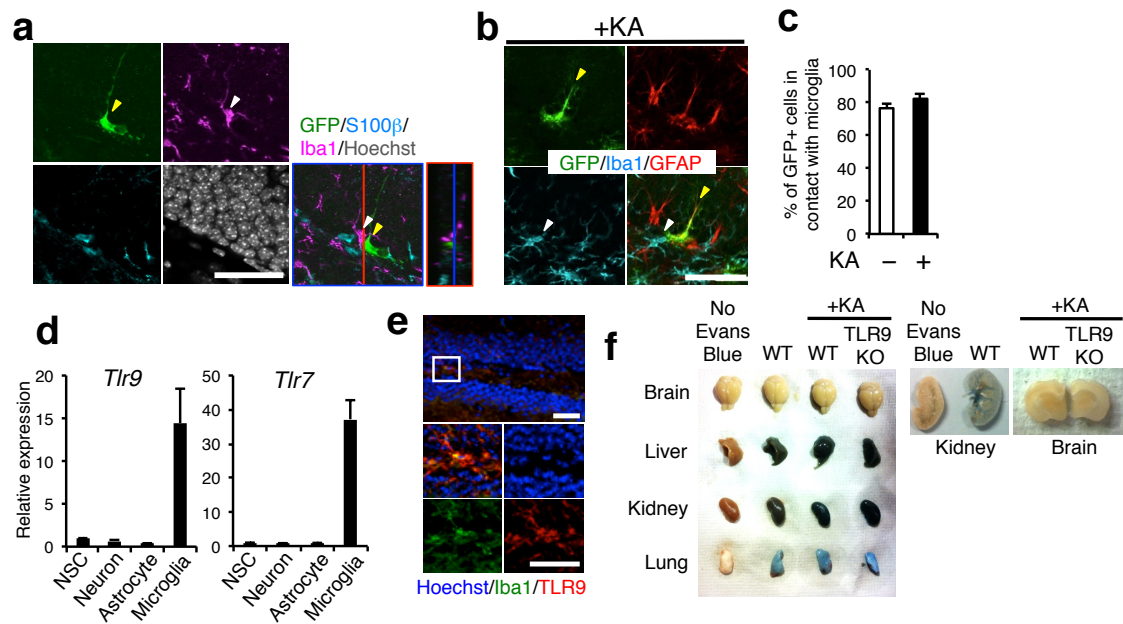 a
GFP/S100β/
Iba1/Hoechst
b
+KA
GFP/Iba1/GFAP
c
% of GFP+ cells in
contact with microglia
100
80
60
40
20
0
KA − +
d
Relative expression
Tlr9
20
15
10
5
0
NSC
Neuron
Astrocyte
Microglia
Tlr7
50
40
30
20
10
0
NSC
Neuron
Astrocyte
Microglia
e
Hoechst/Iba1/TLR9
f
No
Evans
Blue
WT
+KA
WT
TLR9
KO
Brain
Liver
Kidney
Lung
No
Evans
Blue
WT
Kidney
+KA
WT
TLR9
KO
Brain